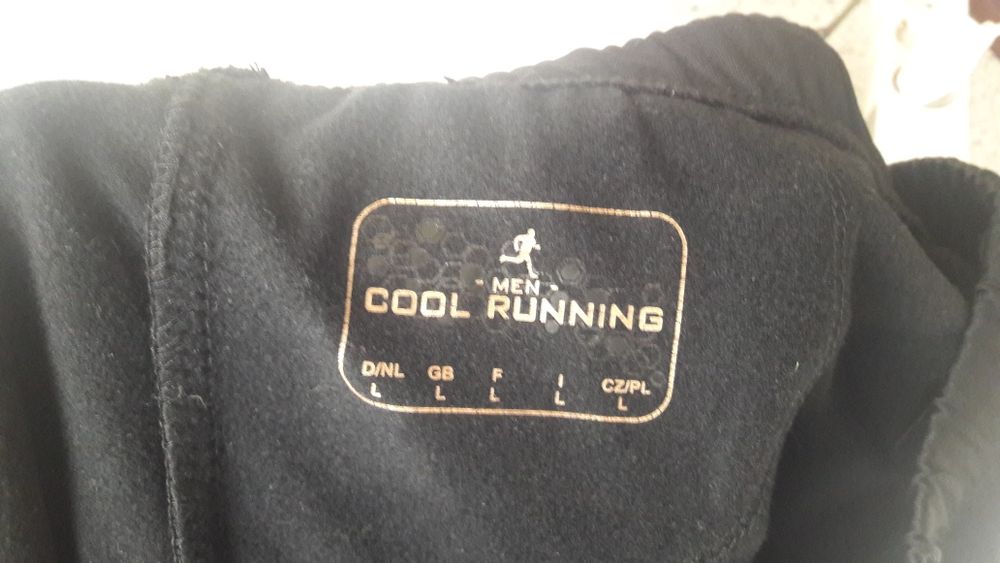 - MEN -
COOL RUNNING
D/NL GB F I CZ/PL
L L L L L